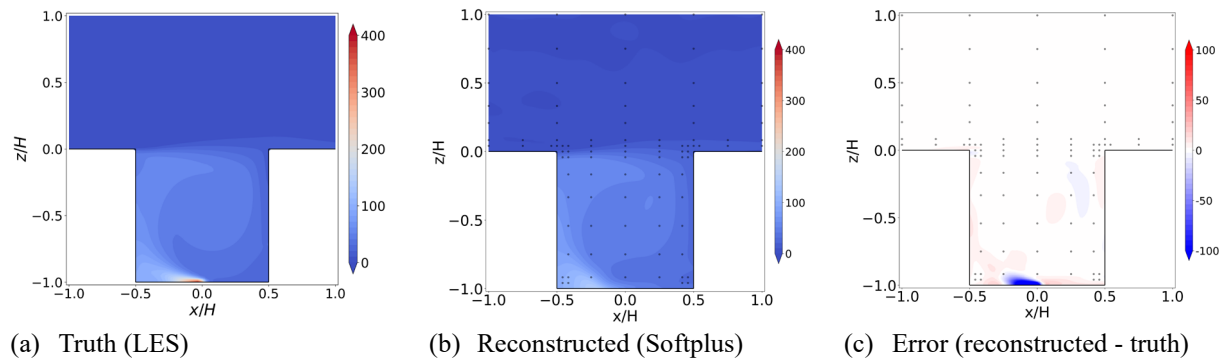 1.0
0.5
0.0
−0.5
−1.0
z/H
−1.0 −0.5 0.0 0.5 1.0
x/H
400
300
200
100
0
(a) Truth (LES)
1.0
0.5
0.0
−0.5
−1.0
z/H
−1.0 −0.5 0.0 0.5 1.0
x/H
400
300
200
100
0
(b) Reconstructed (Softplus)
1.0
0.5
0.0
−0.5
−1.0
z/H
−1.0 −0.5 0.0 0.5 1.0
x/H
100
50
0
−50
−100
(c) Error (reconstructed - truth)